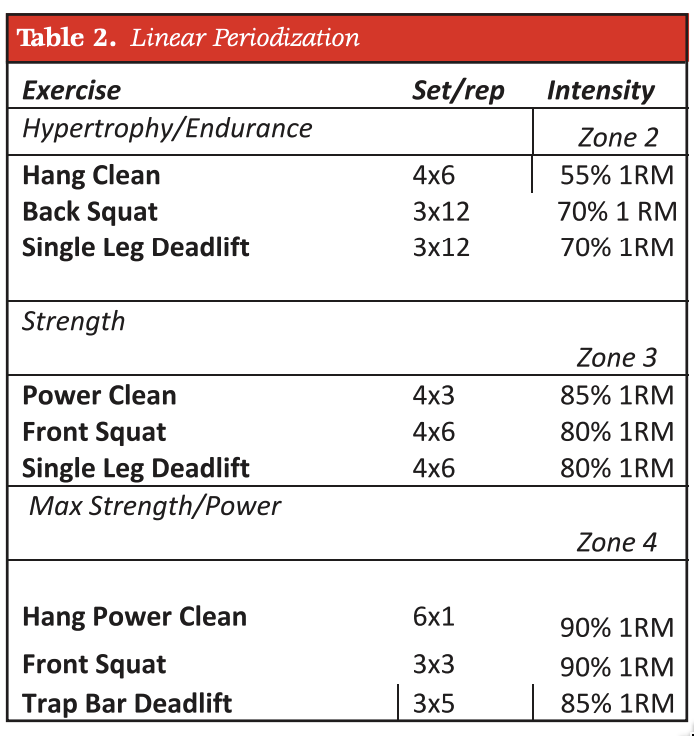 Table 2. Linear Periodization
Exercise Set/rep Intensity
Hypertrophy/Endurance Zone 2
Hang Clean 4x6 55% 1RM
Back Squat 3x12 70% 1 RM
Single Leg Deadlift 3x12 70% 1RM
Strength
Zone 3
Power Clean 4x3 85% 1RM
Front Squat 4x6 80% 1RM
Single Leg Deadlift 4x6 80% 1RM
Max Strength/Power
Zone 4
Hang Power Clean 6x1 90% 1RM
Front Squat 3x3 90% 1RM
Trap Bar Deadlift 3x5 85% 1RM